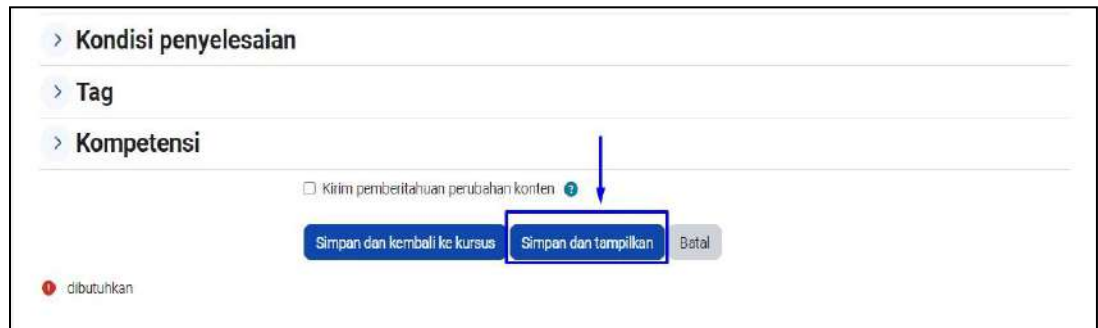 Kondisi penyelesaian
Tag
Kompetensi
Kirim pemberitahuan perubahan konten
Simpan dan kembali ke kursus Simpan dan tampilkan Batal
dibutuhkan